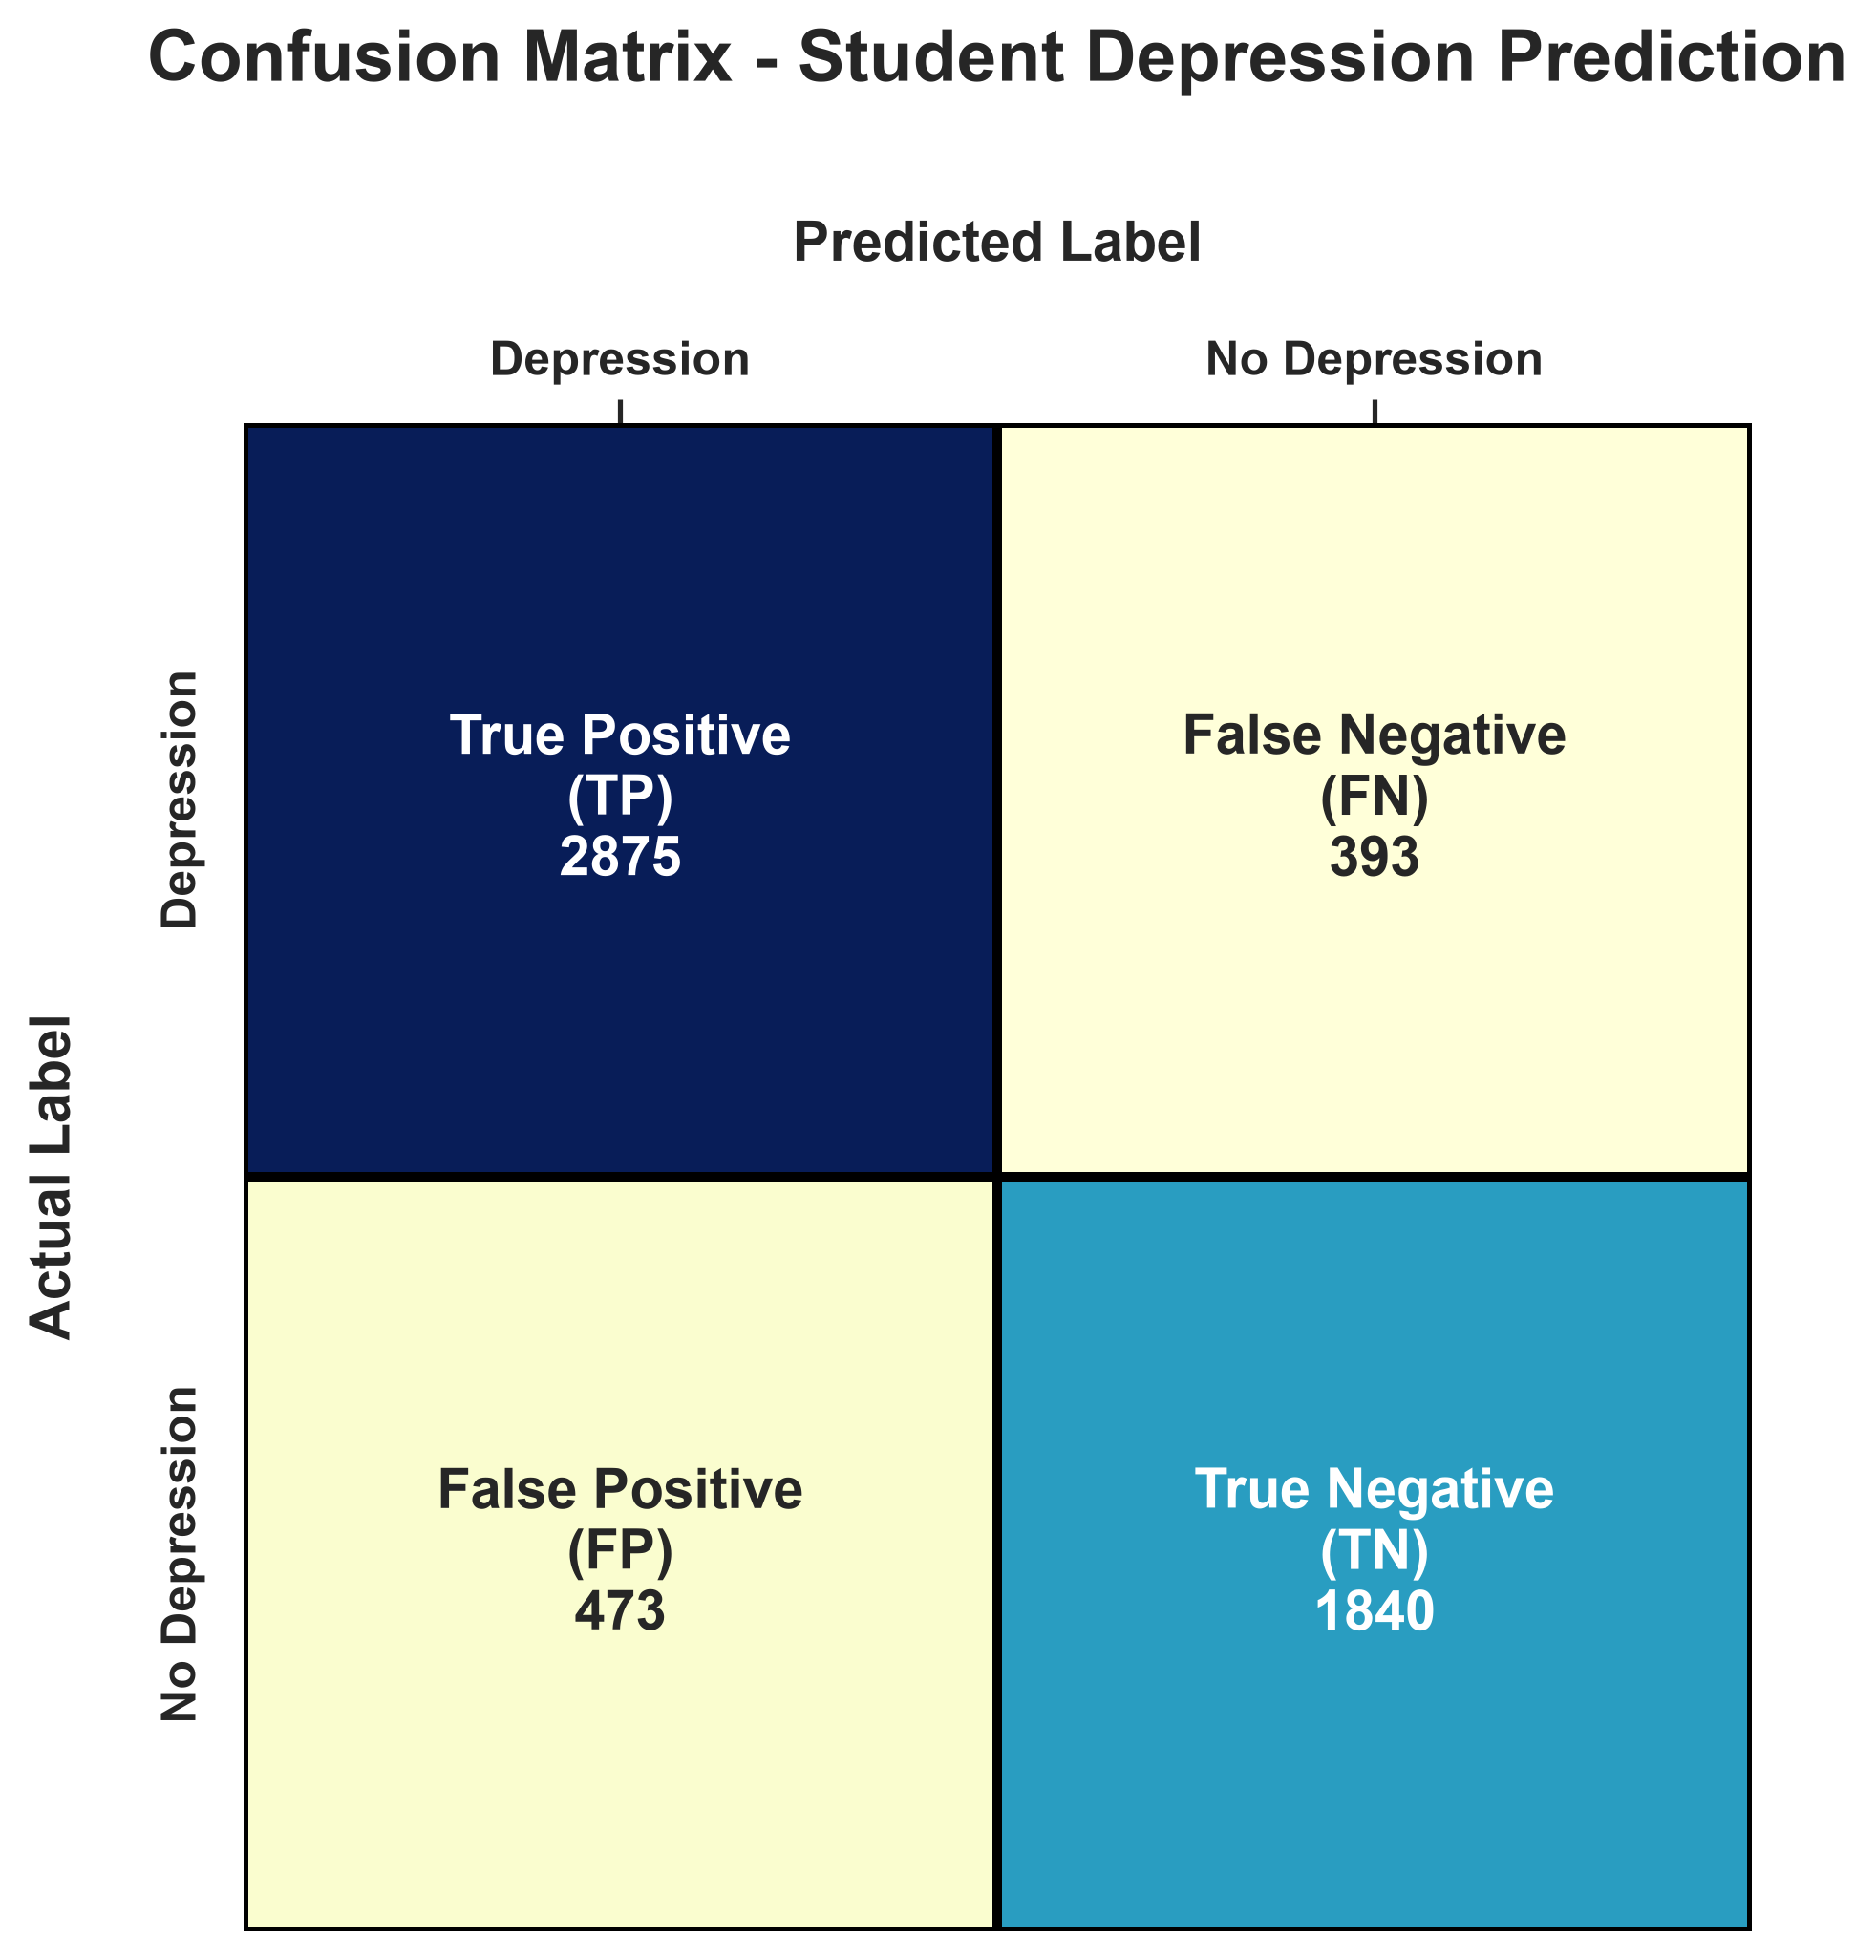 Confusion Matrix - Student Depression Prediction
Predicted Label
Depression
No Depression
Actual Label
Depression
True Positive
(TP)
2875
False Negative
(FN)
393
No Depression
False Positive
(FP)
473
True Negative
(TN)
1840